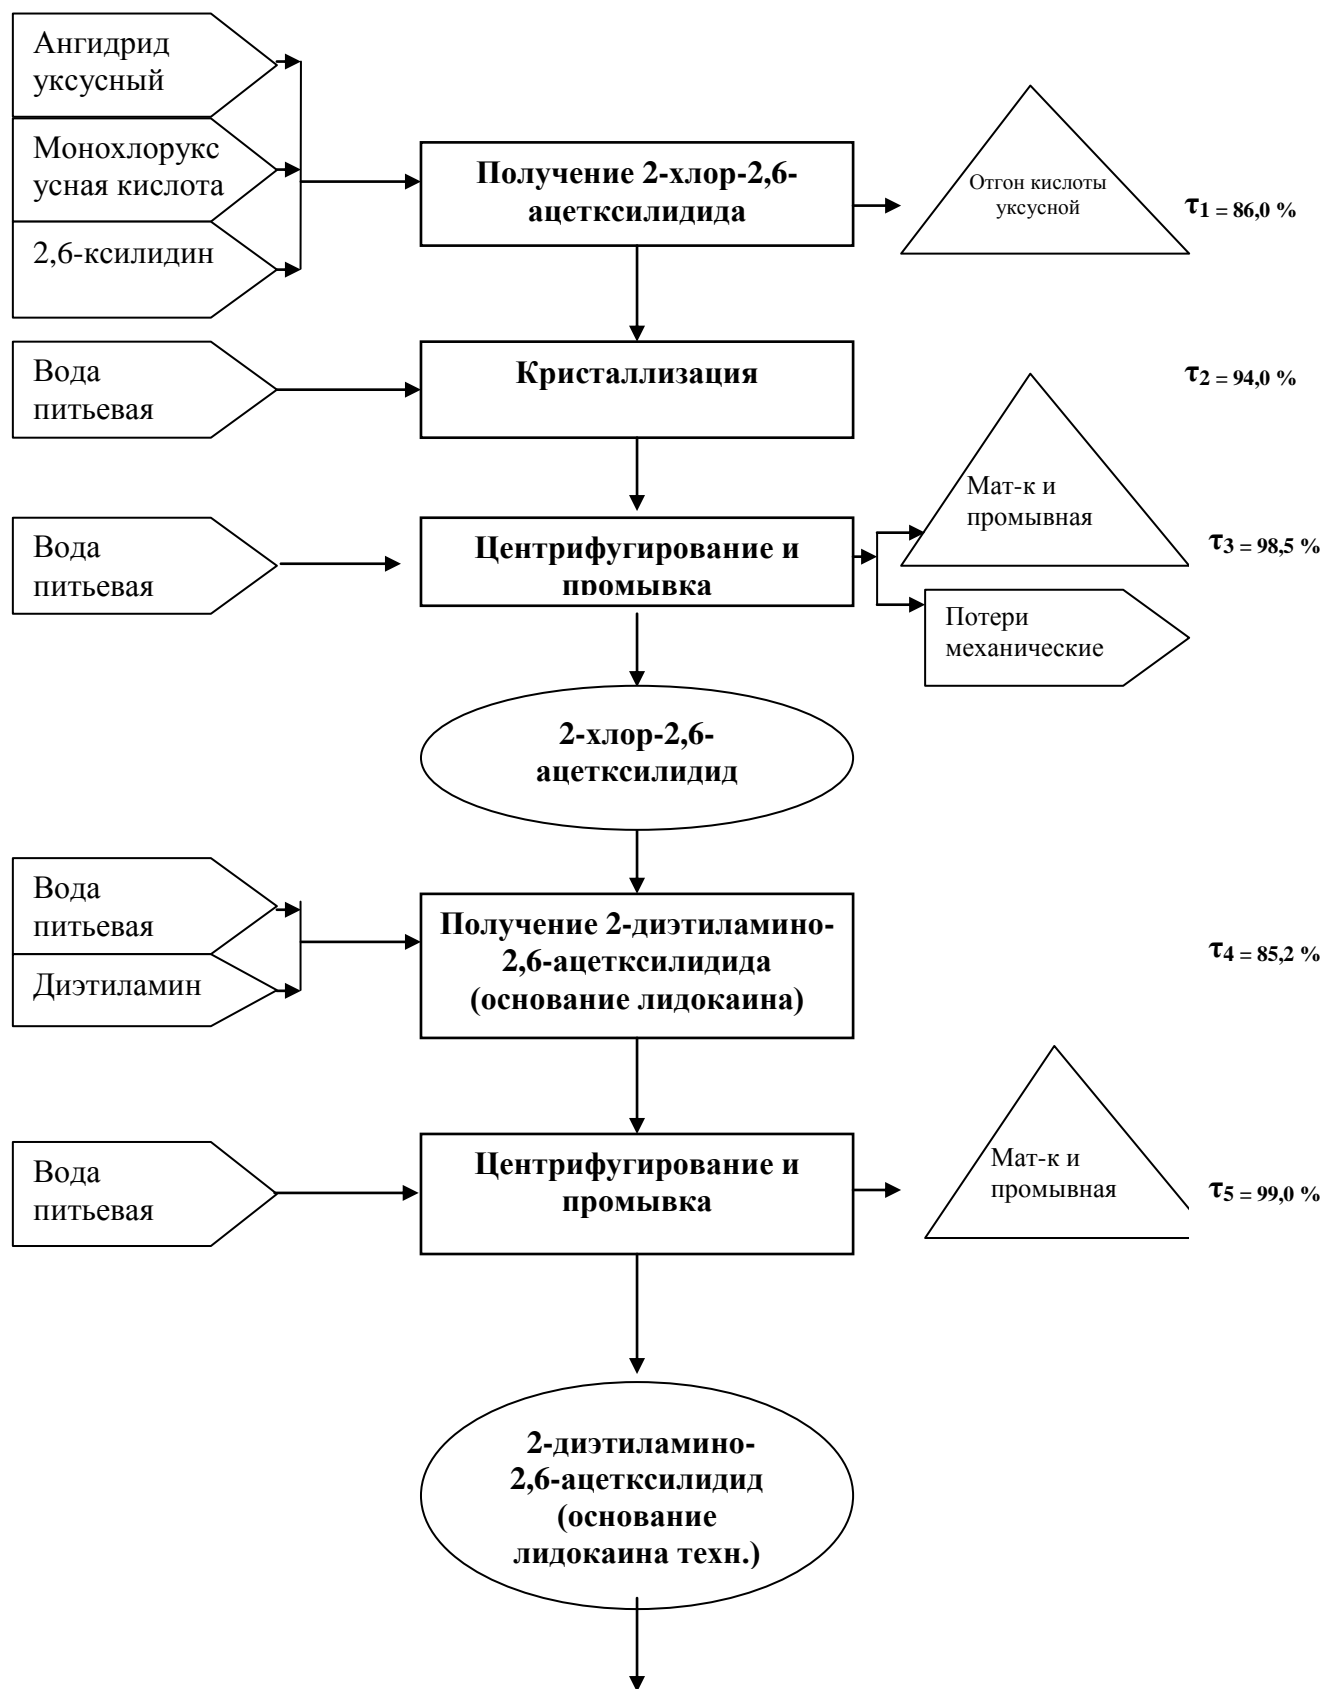 Ангидрид
уксусный
Монохлорукс
усная кислота
2,6-ксилидин
Получение 2-хлор-2,6-
ацетксилидида
Отгон кислоты
уксусной
τ1 = 86,0 %
Вода
питьевая
Кристаллизация
τ2 = 94,0 %
Вода
питьевая
Центрифугирование и
промывка
Мат-к и
промывная
τ3 = 98,5 %
Потери
механические
2-хлор-2,6-
ацетксилидид
Вода
питьевая
Диэтиламин
Получение 2-диэтиламино-
2,6-ацетксилидида
(основание лидокаина)
τ4 = 85,2 %
Вода
питьевая
Центрифугирование и
промывка
Мат-к и
промывная
τ5 = 99,0 %
2-диэтиламино-
2,6-ацетксилидид
(основание
лидокаина техн.)